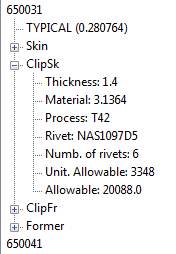 650031
TYPICAL (0.280764)
Skin
ClipSk
Thickness: 1.4
Material: 3.1364
Process: T42
Rivet: NAS1097D5
Numb. of rivets: 6
Unit. Allowable: 3348
Allowable: 20088.0
ClipFr
Former
650041